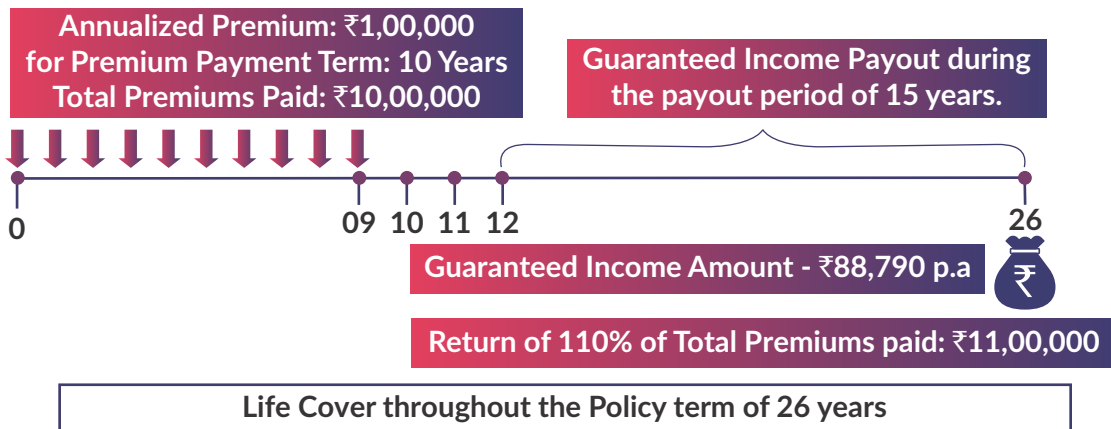 Annualized Premium: ₹1,00,000
for Premium Payment Term: 10 Years
Total Premiums Paid: ₹10,00,000
Guaranteed Income Payout during
the payout period of 15 years.
0
09 10 11 12
26
₹
Guaranteed Income Amount - ₹88,790 p.a
Return of 110% of Total Premiums paid: ₹11,00,000
Life Cover throughout the Policy term of 26 years